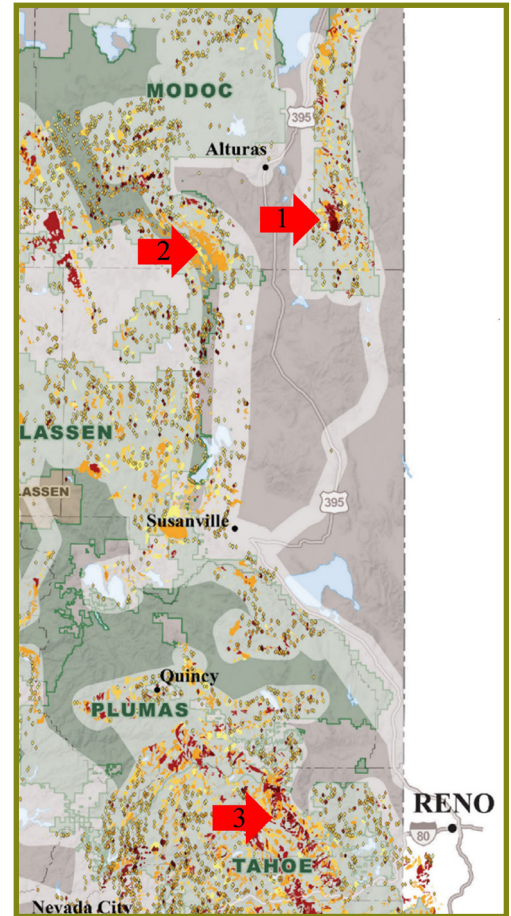 MODOC
395
Alturas
1
2
LASSEN
LASSEN
395
Susanville
Quincy
PLUMAS
RENO
3
80
TAHOE
Nevada City